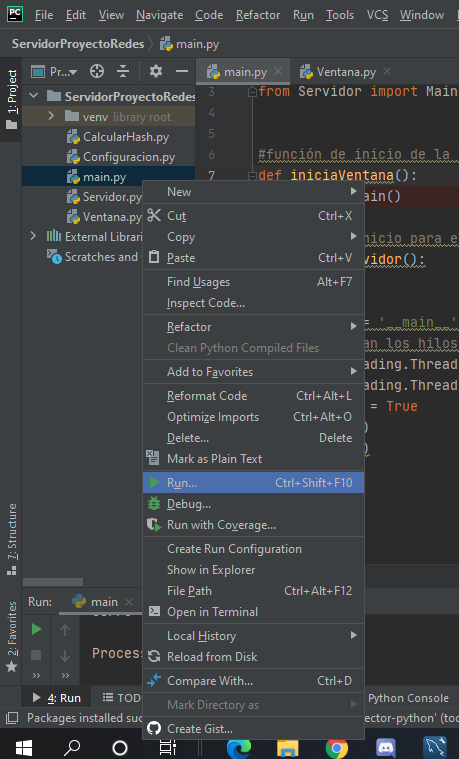 PC File Edit View Navigate Code Refactor Run Tools VCS Window
ServidorProyectoRedes main.py
1: Project
P... main.py Ventana.py
ServidorProyectoRedes
venv library root
CalcularHash.py
Configuracion.py
main.py
Servidor.py
Ventana.py
External Librari
Scratches and
3 from Servidor import Main
4
5
6 #función de inicio de la
7 def iniciaVentana():
ain()
nicio para e
vidor():
= '__main__'
an los hilos
ading.Thread
ading.Thread
= True
)
)
New
Cut Ctrl+X
Copy
Paste Ctrl+V
Find Usages Alt+F7
Inspect Code...
Refactor
Clean Python Compiled Files
Add to Favorites
Reformat Code Ctrl+Alt+L
Optimize Imports Ctrl+Alt+O
Delete... Delete
Mark as Plain Text
Run... Ctrl+Shift+F10
Debug...
Run with Coverage...
Create Run Configuration
Show in Explorer
File Path Ctrl+Alt+F12
Open in Terminal
Local History
Reload from Disk
Compare With... Ctrl+D
Mark Directory as
Create Gist...
7: Structure
2: Favorites
Run: main
Process
4: Run TOD Python Console
Packages installed suc ector-python' (too